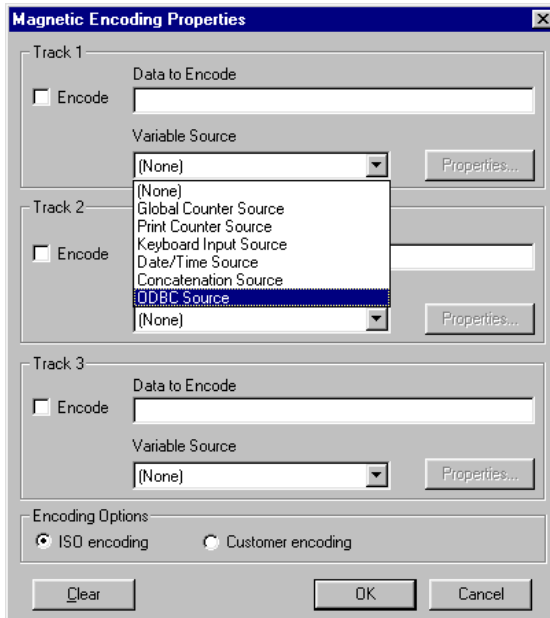 Magnetic Encoding Properties
Track 1
Data to Encode
Encode
Variable Source
(None)
Properties...
(None)
Global Counter Source
Print Counter Source
Keyboard Input Source
Date/Time Source
Concatenation Source
ODBC Source
Track 2
Encode
(None)
Properties...
Track 3
Data to Encode
Encode
Variable Source
(None)
Properties...
Encoding Options
ISO encoding
Customer encoding
Clear
OK
Cancel